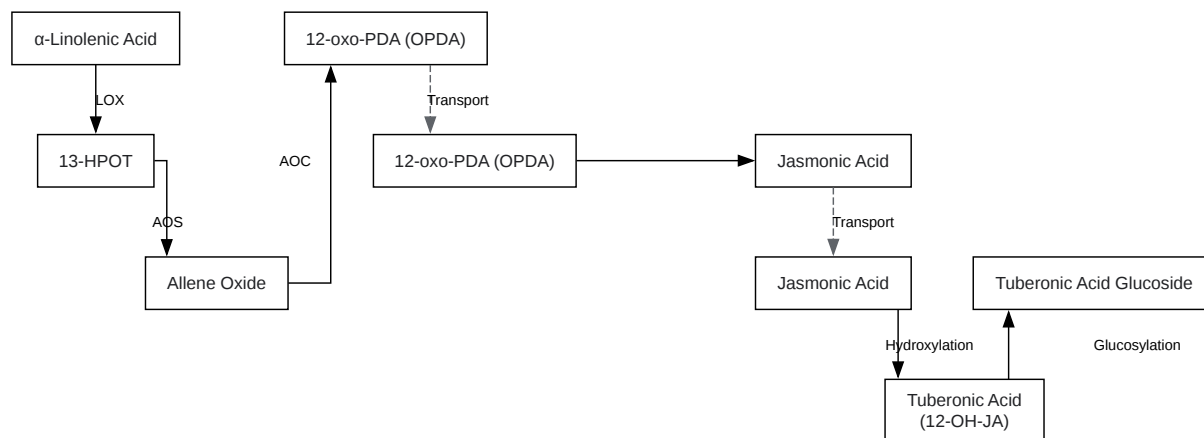 α-Linolenic Acid
12-oxo-PDA (OPDA)
LOX
Transport
13-HPOT
AOC
12-oxo-PDA (OPDA)
Jasmonic Acid
AOS
Transport
Allene Oxide
Jasmonic Acid
Tuberonic Acid Glucoside
Hydroxylation
Glucosylation
Tuberonic Acid
(12-OH-JA)